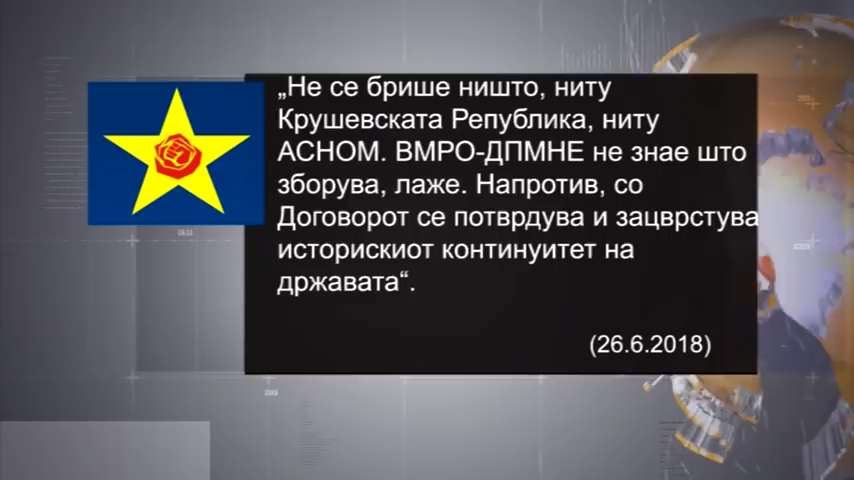 „Не се брише ништо, ниту
Крушевската Република, ниту
АСНОМ. ВМРО-ДПМНЕ не знае што
зборува, лаже. Напротив, со
Договорот се потврдува и зацврстува
историскиот континуитет на
државата“.
(26.6.2018)